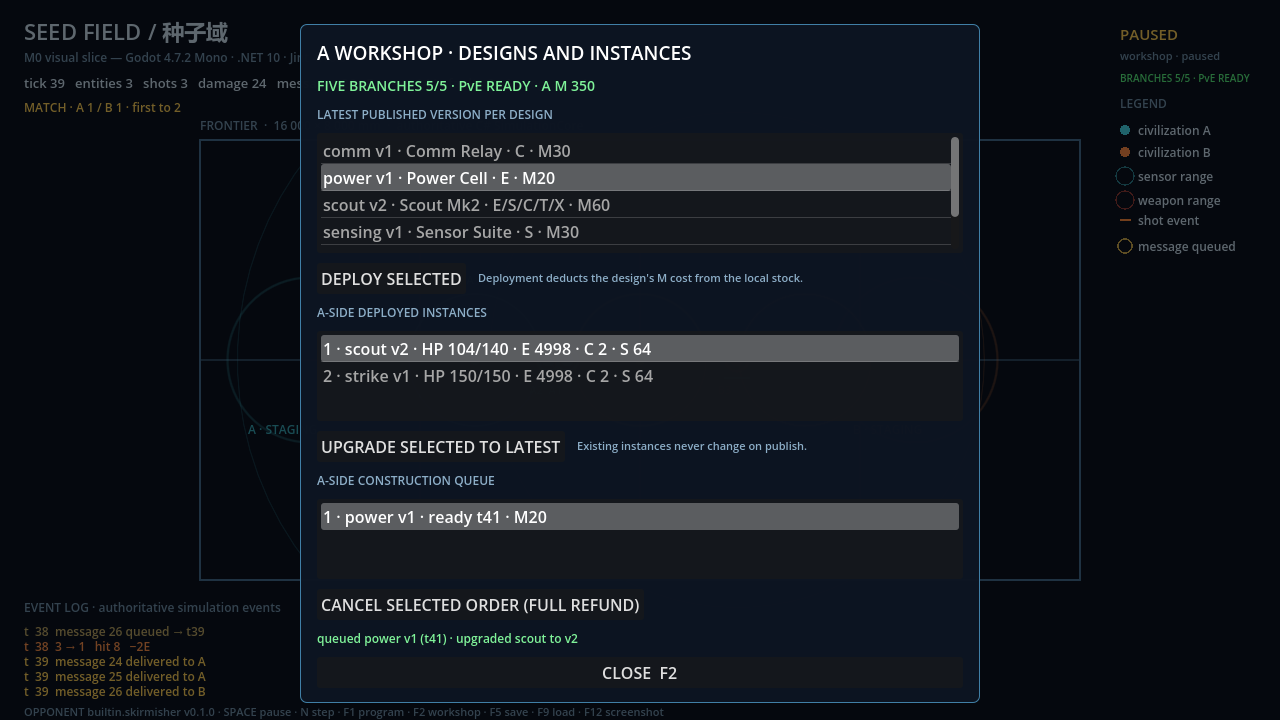 SEED FIELD / 种子域
M0 visual slice — Godot 4.7.2 Mono · .NET 10 ·
tick 39 entities 3 shots 3 damage 24
MATCH · A 1 / B 1 · first to 2
FRONTIER · 16
A WORKSHOP · DESIGNS AND INSTANCES
FIVE BRANCHES 5/5 · PvE READY · A M 350
LATEST PUBLISHED VERSION PER DESIGN
comm v1 · Comm Relay · C · M30
power v1 · Power Cell · E · M20
scout v2 · Scout Mk2 · E/S/C/T/X · M60
sensing v1 · Sensor Suite · S · M30
DEPLOY SELECTED
Deployment deducts the design's M cost from the local stock.
A-SIDE DEPLOYED INSTANCES
1 · scout v2 · HP 104/140 · E 4998 · C 2 · S 64
2 · strike v1 · HP 150/150 · E 4998 · C 2 · S 64
A · STAGI
UPGRADE SELECTED TO LATEST
Existing instances never change on publish.
A-SIDE CONSTRUCTION QUEUE
1 · power v1 · ready t41 · M20
CANCEL SELECTED ORDER (FULL REFUND)
queued power v1 (t41) · upgraded scout to v2
CLOSE F2
PAUSED
workshop · paused
BRANCHES 5/5 · PvE READY
LEGEND
civilization A
civilization B
sensor range
weapon range
shot event
message queued
EVENT LOG · authoritative simulation events
t 38 message 26 queued → t39
t 38 3 → 1 hit 8 −2E
t 39 message 24 delivered to A
t 39 message 25 delivered to A
t 39 message 26 delivered to B
OPPONENT builtin.skirmisher v0.1.0 · SPACE pause · N step · F1 program · F2 workshop · F5 save · F9 load · F12 screenshot